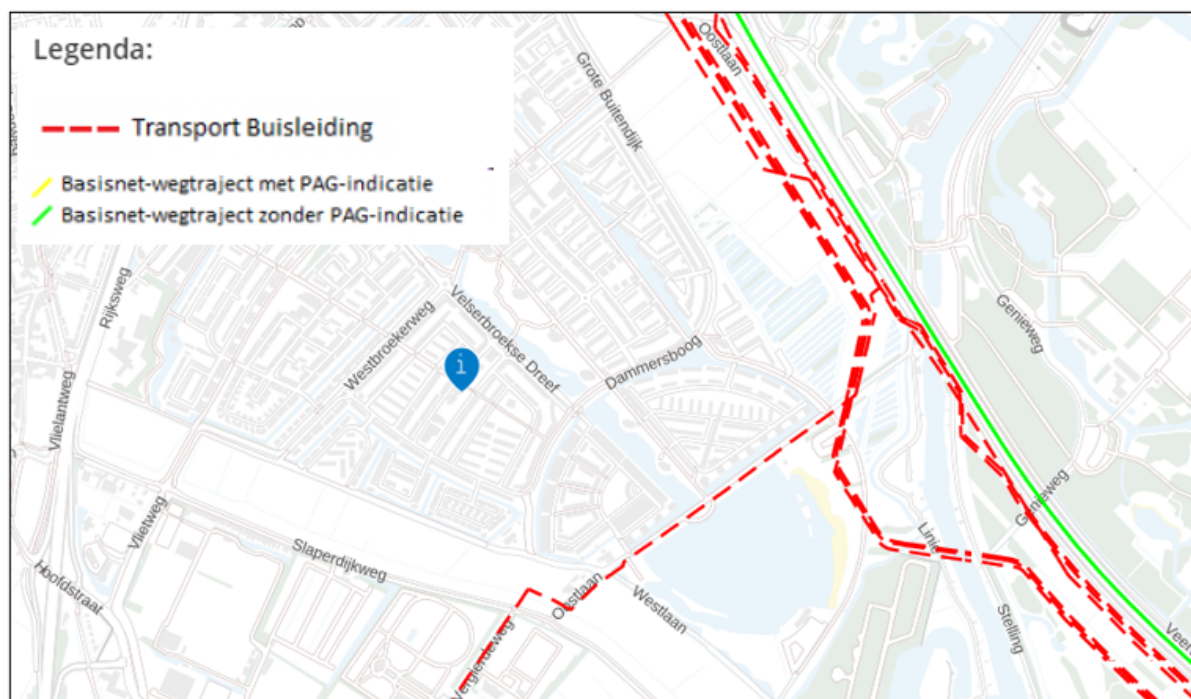 Legenda:
Transport Buisleiding
Basisnet-wegtraject met PAG-indicatie
Basisnet-wegtraject zonder PAG-indicatie
Oostlaan
Grote Buitendijk
Rijksweg
Westbroekerweg
Velserbroekse Dreef
Genieweg
i
Dammersboog
Vlielantweg
Vlietweg
Genieweg
Slaperdijkweg
Linie
Hoofdstraat
Oostlaan
Westlaan
Stelling
Vergierdeweg